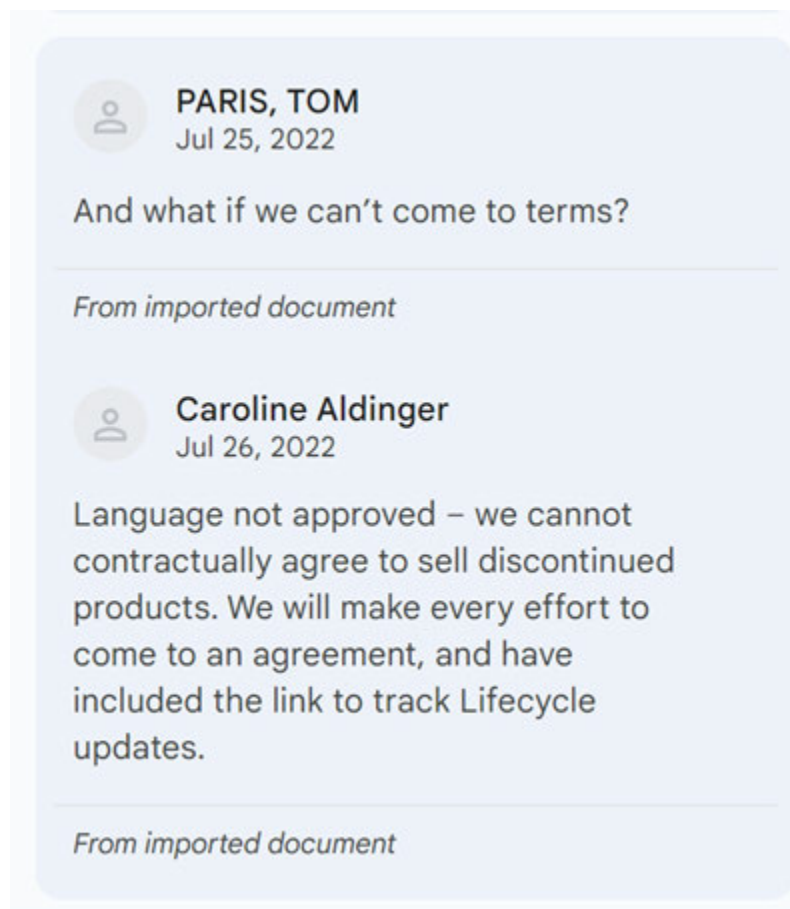 PARIS, TOM
Jul 25, 2022
And what if we can’t come to terms?
From imported document
Caroline Aldinger
Jul 26, 2022
Language not approved – we cannot
contractually agree to sell discontinued
products. We will make every effort to
come to an agreement, and have
included the link to track Lifecycle
updates.
From imported document